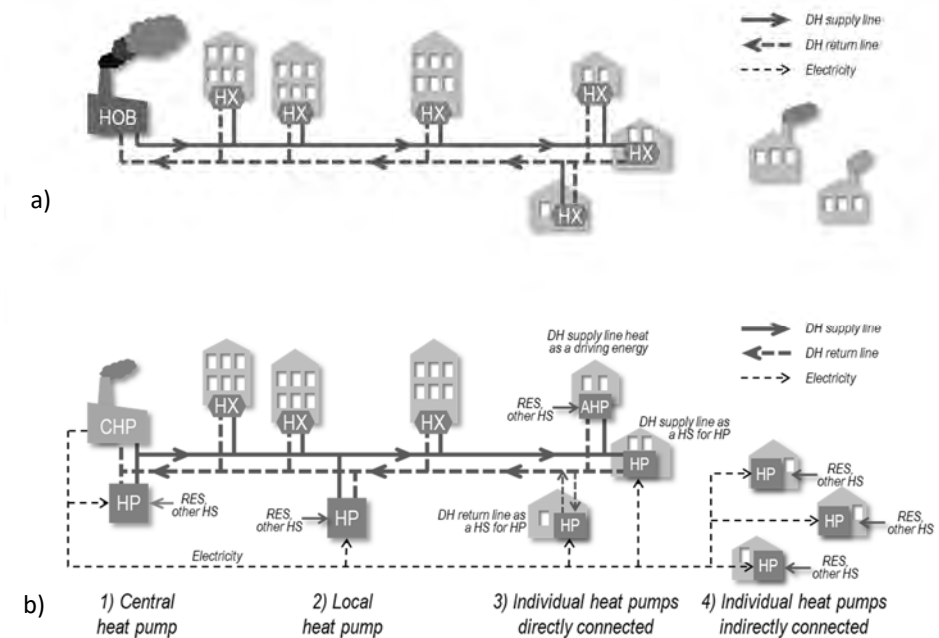 DH supply line
DH return line
Electricity
HOB
HX
HX
HX
HX
HX
HX
a)
DH supply line heat
as a driving energy
DH supply line
DH return line
Electricity
CHP
HX
HX
HX
RES,
other HS
AHP
DH supply line as
a HS for HP
HP
HP
RES,
other HS
HP
RES,
other HS
HP
DH return line as
a HS for HP
HP
HP
RES,
other HS
HP
RES,
other HS
Electricity
RES,
other HS
b)
1) Central
heat pump
2) Local
heat pump
3) Individual heat pumps
directly connected
4) Individual heat pumps
indirectly connected